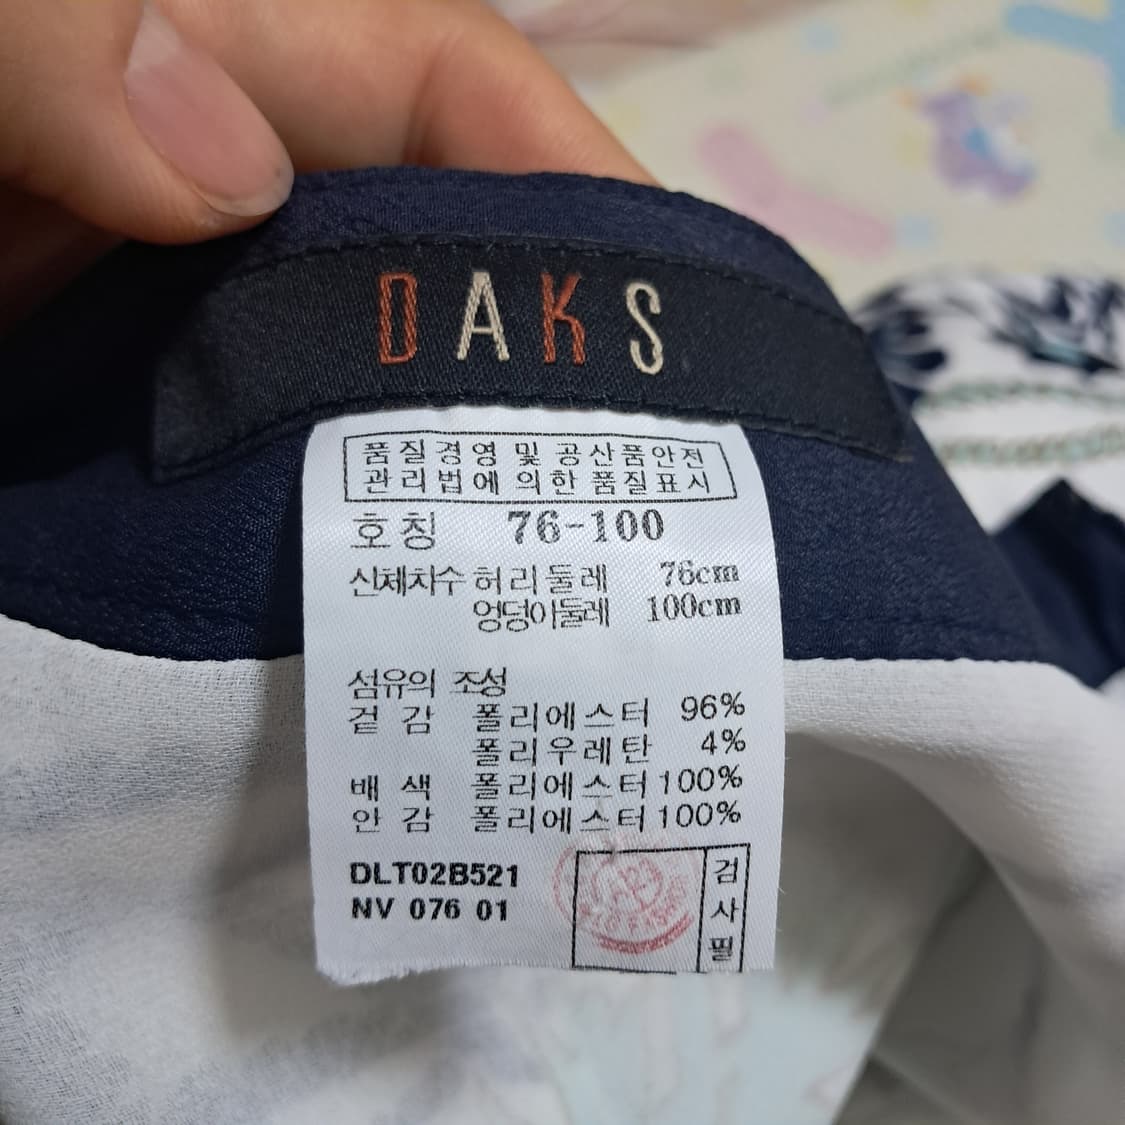 DAKS
품질경영 및 공산품안전
관리법에 의한 품질표시
호칭 76-100
신체치수 허리둘레 76cm
엉덩이둘레 100cm
섬유의 조성
겉감 폴리에스터 96%
폴리우레탄 4%
배색 폴리에스터 100%
안감 폴리에스터 100%
DLT02B521
NV 076 01
검사필